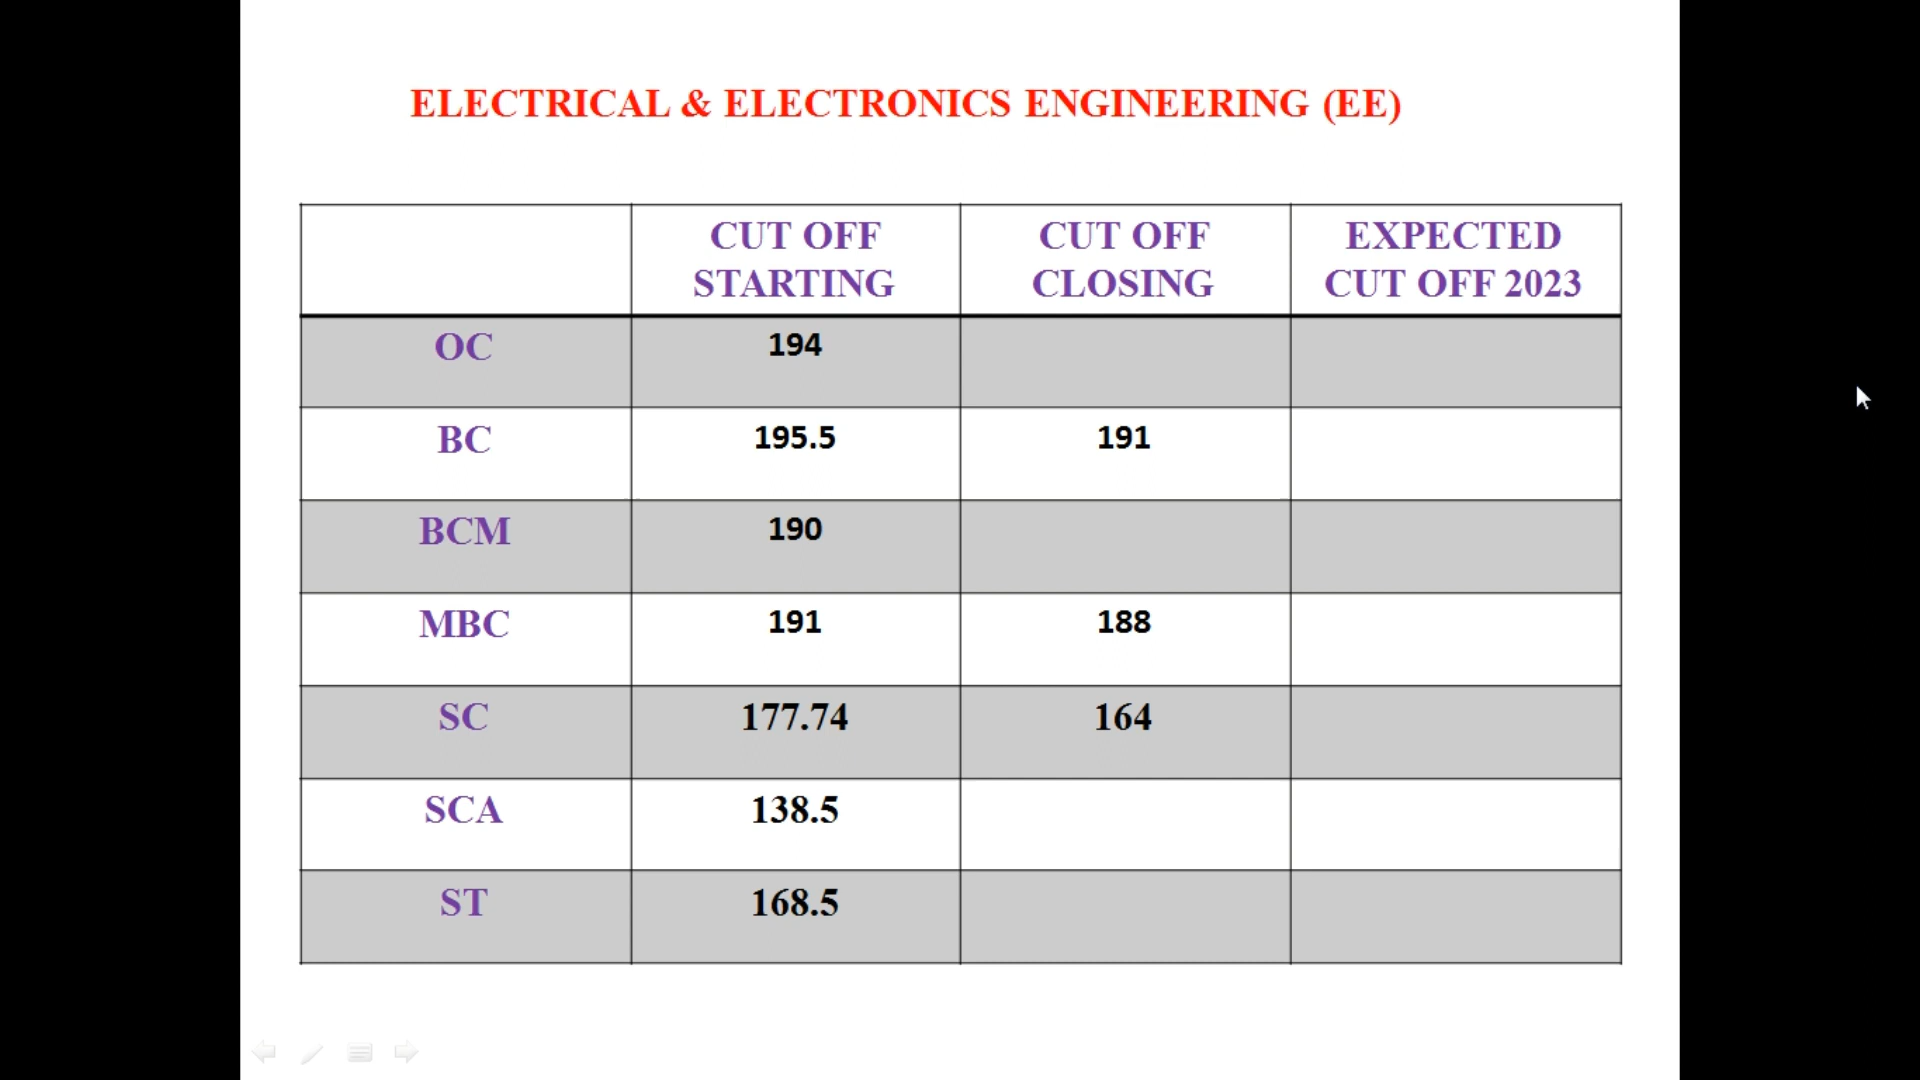 ELECTRICAL & ELECTRONICS ENGINEERING (EE)
CUT OFF STARTING CUT OFF CLOSING EXPECTED CUT OFF 2023
OC 194
BC 195.5 191
BCM 190
MBC 191 188
SC 177.74 164
SCA 138.5
ST 168.5